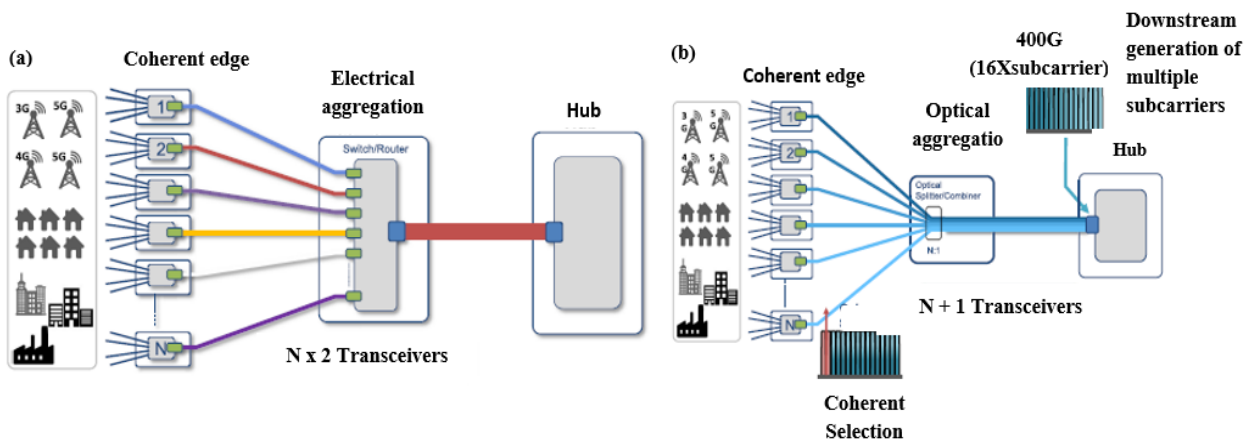 (a)
Coherent edge
Electrical
aggregation
Hub
3G
5G
4G
5G
1
2
N
Switch/Router
N x 2 Transceivers
(b)
Coherent edge
3
G
5
G
4
G
5
G
1
2
N
Optical
aggregatio
Optical
Splitter/Combiner
N:1
400G
(16Xsubcarrier)
Downstream
generation of
multiple
subcarriers
Hub
N + 1 Transceivers
Coherent
Selection